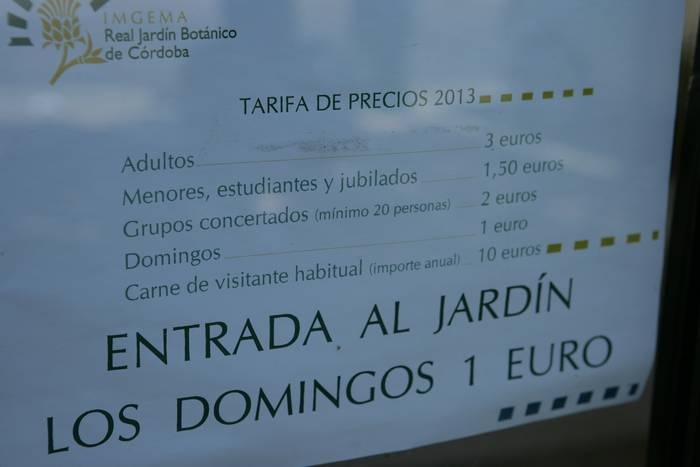 IMGEMA
Real Jardín Botánico
de Córdoba
TARIFA DE PRECIOS 2013
Adultos 3 euros
Menores, estudiantes y jubilados 1,50 euros
Grupos concertados (mínimo 20 personas) 2 euros
Domingos 1 euro
Carne de visitante habitual (importe anual) 10 euros
ENTRADA AL JARDÍN
LOS DOMINGOS 1 EURO